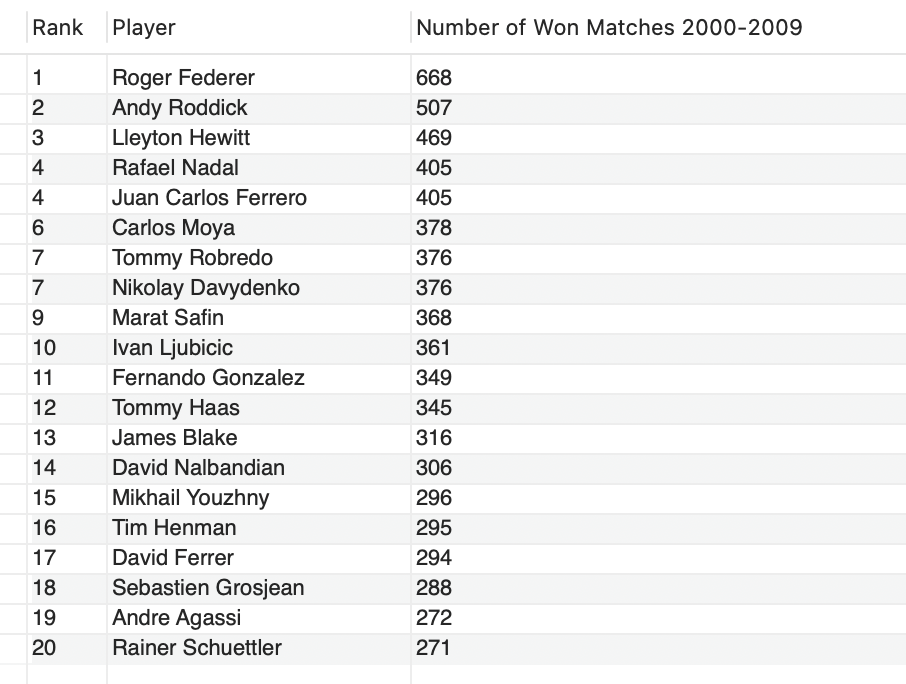 Rank Player Number of Won Matches 2000-2009
1 Roger Federer 668
2 Andy Roddick 507
3 Lleyton Hewitt 469
4 Rafael Nadal 405
4 Juan Carlos Ferrero 405
6 Carlos Moya 378
7 Tommy Robredo 376
7 Nikolay Davydenko 376
9 Marat Safin 368
10 Ivan Ljubicic 361
11 Fernando Gonzalez 349
12 Tommy Haas 345
13 James Blake 316
14 David Nalbandian 306
15 Mikhail Youzhny 296
16 Tim Henman 295
17 David Ferrer 294
18 Sebastien Grosjean 288
19 Andre Agassi 272
20 Rainer Schuettler 271